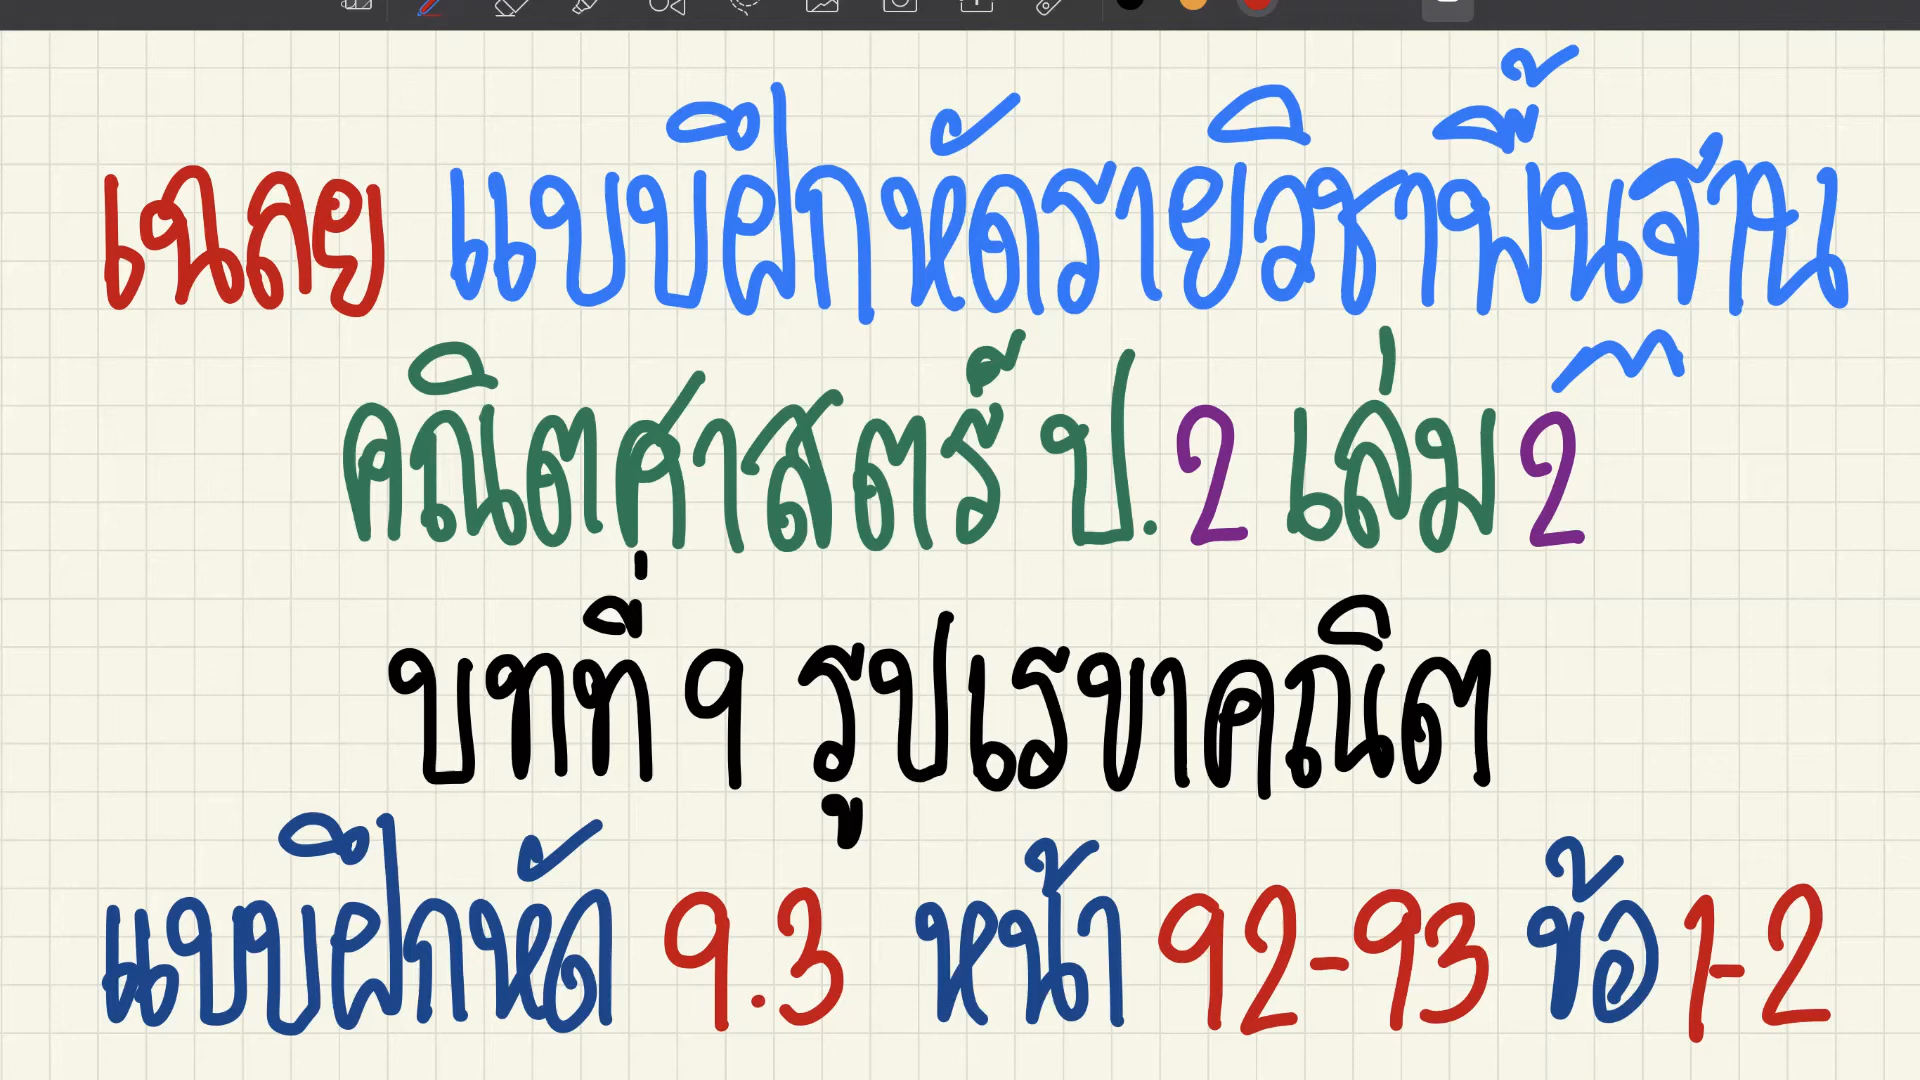 เฉลย แบบฝึกหัดรายวิชาพื้นฐาน
คณิตศาสตร์ ป.2 เล่ม 2
บทที่ 9 รูปเรขาคณิต
แบบฝึกหัด 9.3 หน้า 92-93 ข้อ 1-2